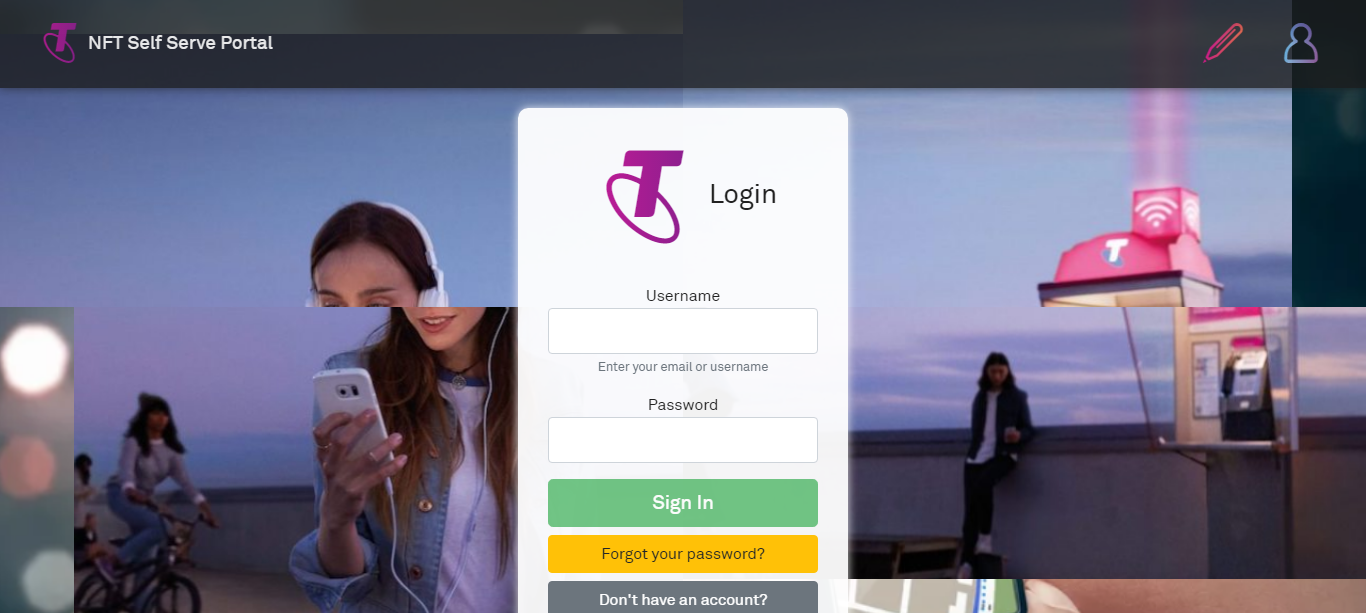 NFT Self Serve Portal
Login
Username
Enter your email or username
Password
Sign In
Forgot your password?
Don't have an account?